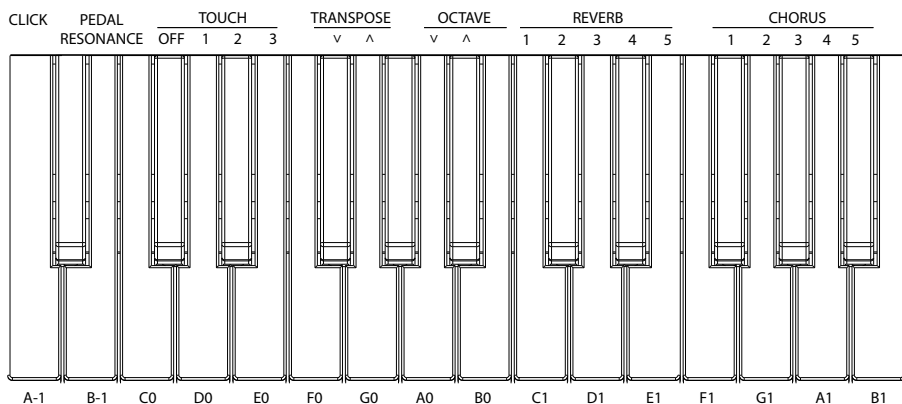 CLICK PEDAL TOUCH TRANSPOSE OCTAVE REVERB CHORUS
RESONANCE OFF 1 2 3 ∨ ∧ ∨ ∧ 1 2 3 4 5 1 2 3 4 5
A-1 B-1 C0 D0 E0 F0 G0 A0 B0 C1 D1 E1 F1 G1 A1 B1